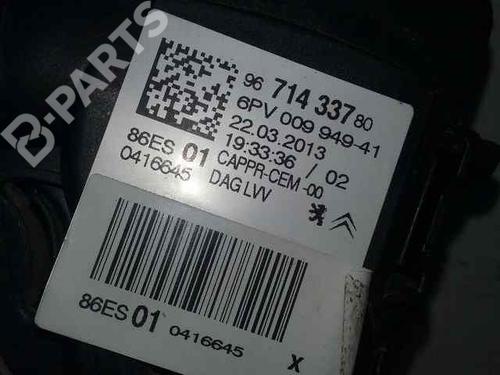 B-PARTS
96 714 337 80
6PV 009 949-41
22.03.2013
19:33:36 / 02
86ES 01 CAPPR-CEM-00
0416645 DAG LVV
86ES 01 0416645 X